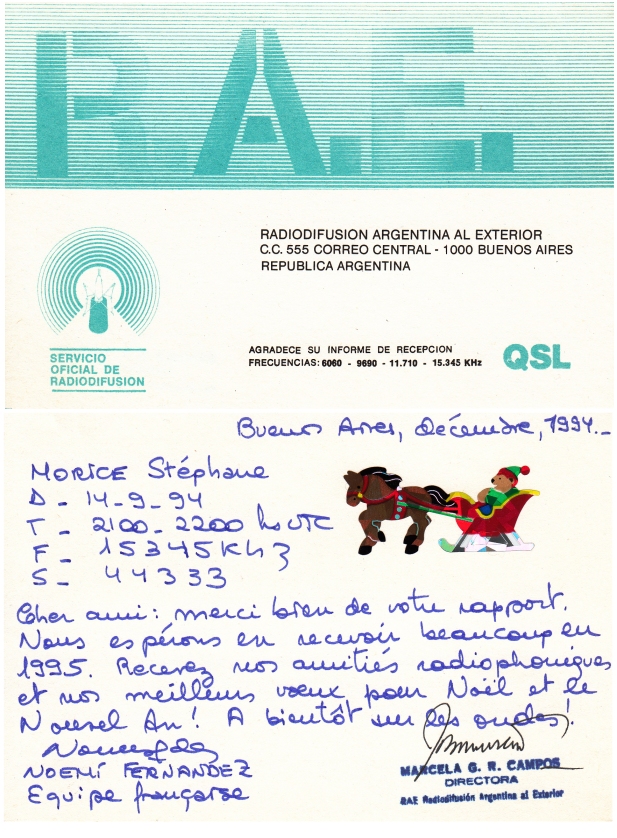 R.A.E.
RADIODIFUSION ARGENTINA AL EXTERIOR
C.C. 555 CORREO CENTRAL - 1000 BUENOS AIRES
REPUBLICA ARGENTINA
SERVICIO
OFICIAL DE
RADIODIFUSION
AGRADECE SU INFORME DE RECEPCION
FRECUENCIAS: 6060 - 9690 - 11.710 - 15.345 KHz
QSL
Buenos Aires, décembre, 1994.-
MORICE Stéphane
D - 14-9-94
T - 2100-2200 hs UTC
F - 15345 KHz
S - 44333
Cher ami: merci bien de votre rapport.
Nous espérons en recevoir beaucoup en
1995. Recevez nos amitiés radiophoniques
et nos meilleurs vœux pour Noël et le
Nouvel An! A bientôt sur les ondes!
NOEMÍ FERNANDEZ
Equipe française
MARCELA G. R. CAMPOS
DIRECTORA
RAE Radiodifusión Argentina al Exterior